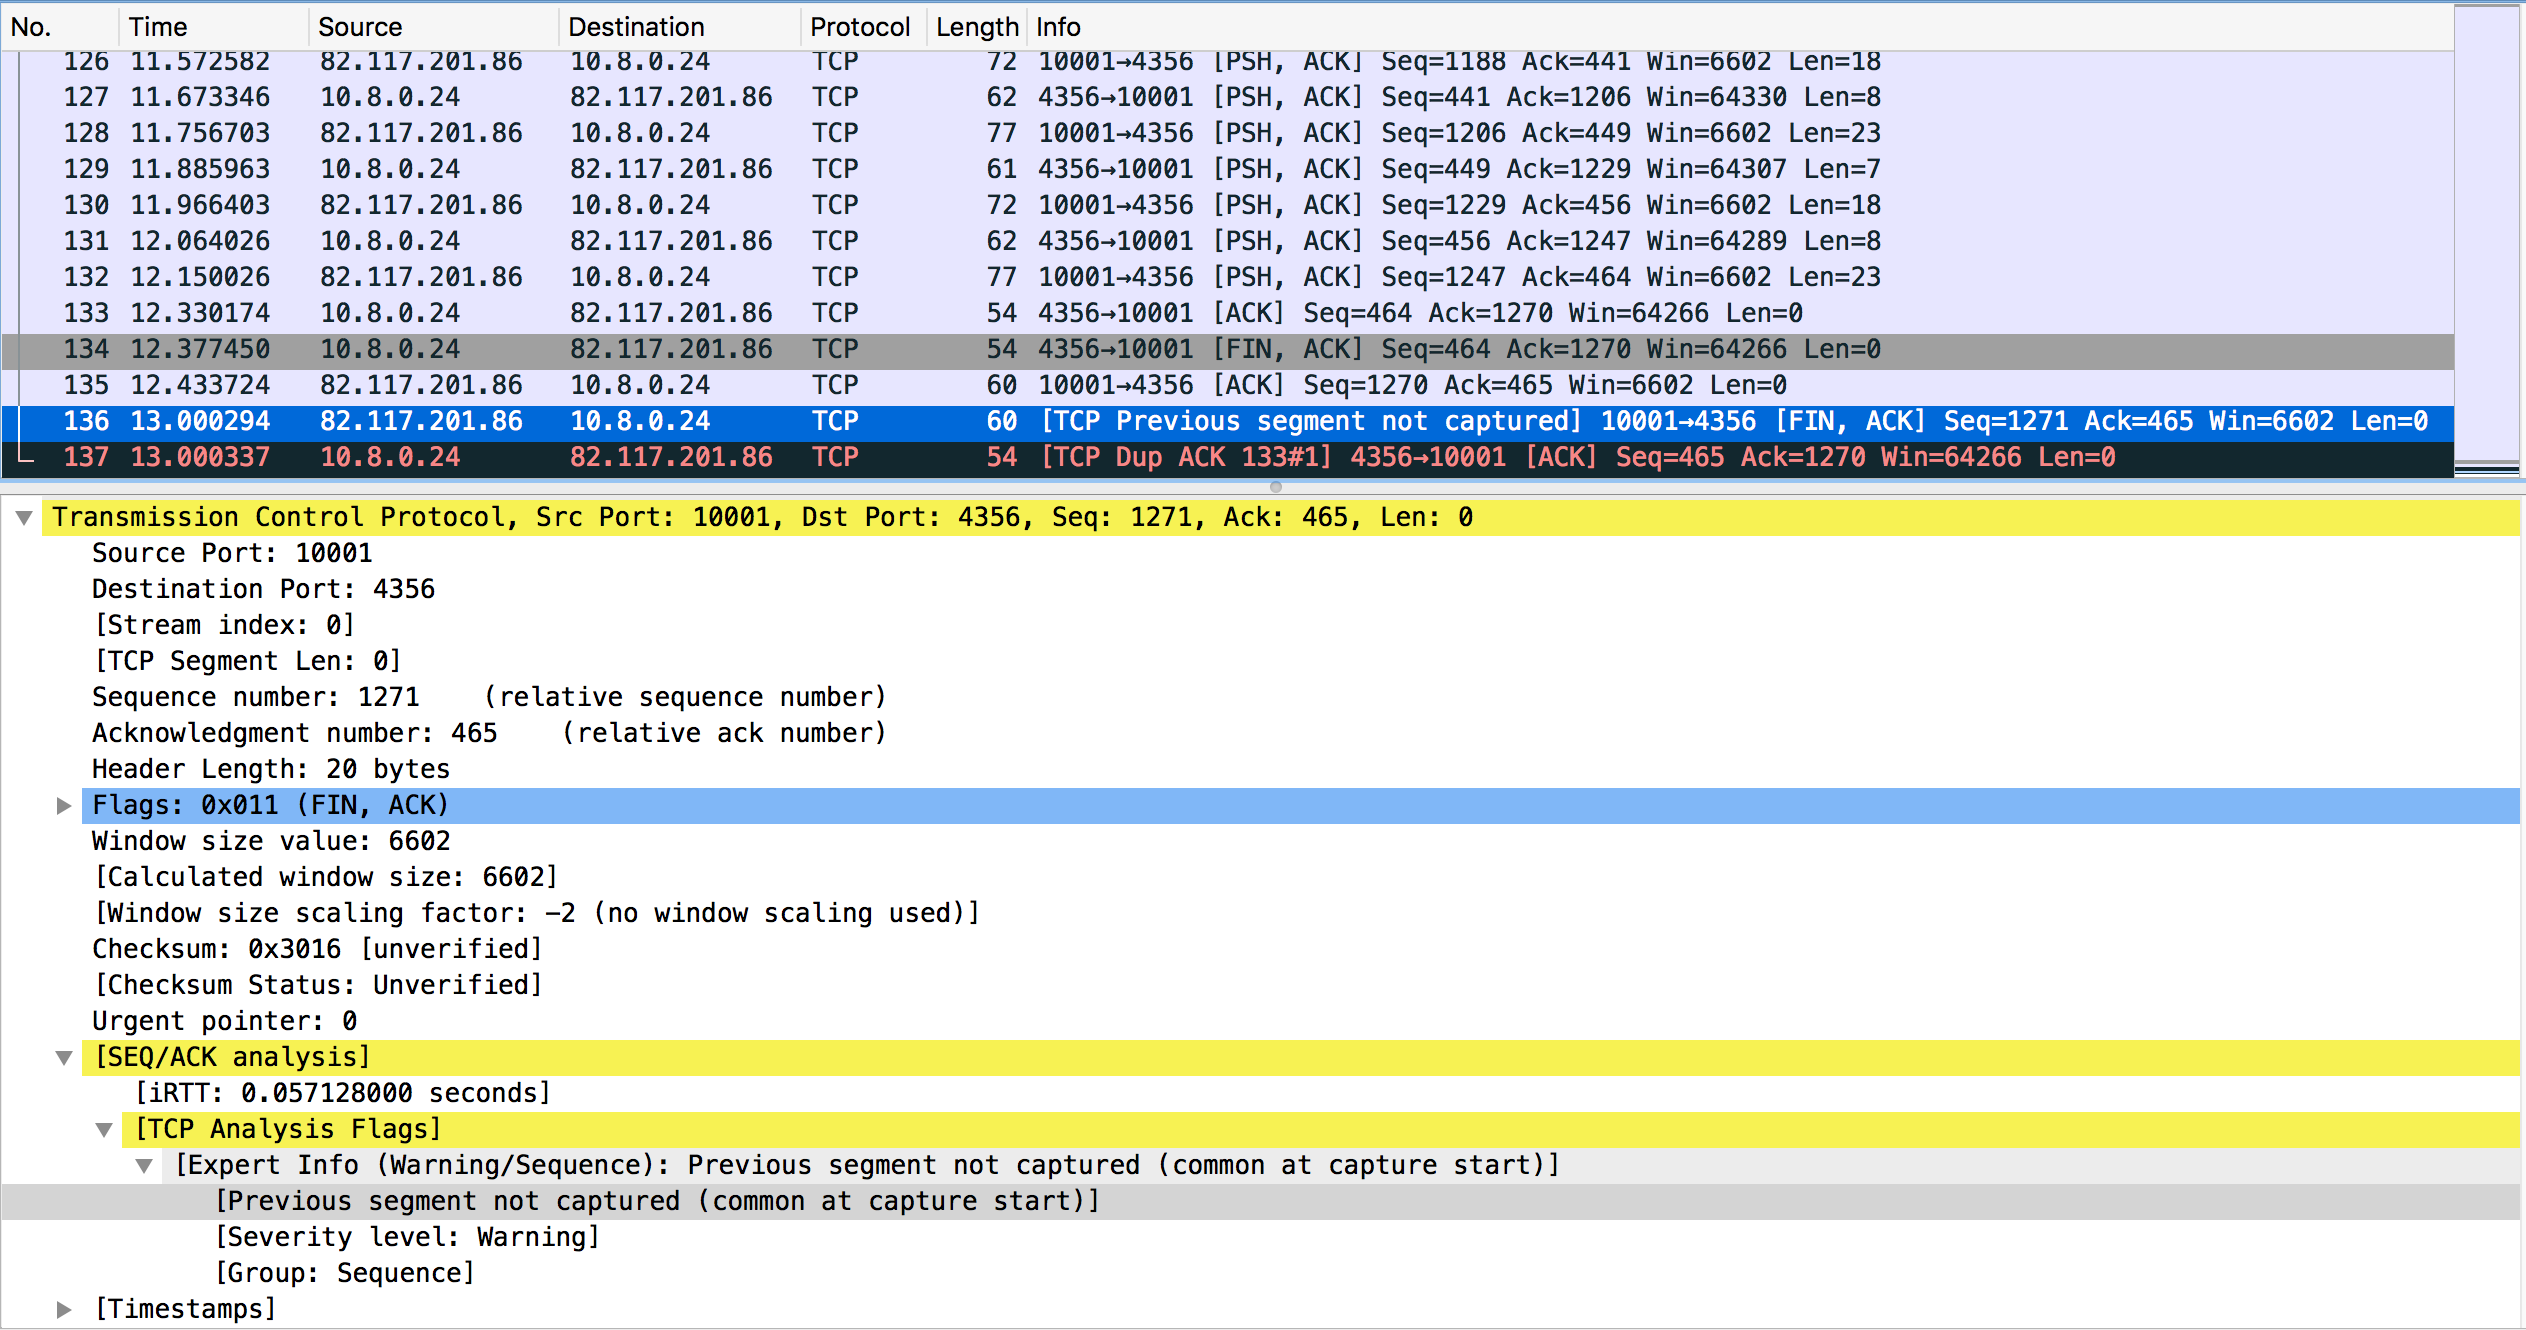 No. Time Source Destination Protocol Length Info
126 11.572582 82.117.201.86 10.8.0.24 TCP 72 10001→4356 [PSH, ACK] Seq=1188 Ack=441 Win=6602 Len=18
127 11.673346 10.8.0.24 82.117.201.86 TCP 62 4356→10001 [PSH, ACK] Seq=441 Ack=1206 Win=64330 Len=8
128 11.756703 82.117.201.86 10.8.0.24 TCP 77 10001→4356 [PSH, ACK] Seq=1206 Ack=449 Win=6602 Len=23
129 11.885963 10.8.0.24 82.117.201.86 TCP 61 4356→10001 [PSH, ACK] Seq=449 Ack=1229 Win=64307 Len=7
130 11.966403 82.117.201.86 10.8.0.24 TCP 72 10001→4356 [PSH, ACK] Seq=1229 Ack=456 Win=6602 Len=18
131 12.064026 10.8.0.24 82.117.201.86 TCP 62 4356→10001 [PSH, ACK] Seq=456 Ack=1247 Win=64289 Len=8
132 12.150026 82.117.201.86 10.8.0.24 TCP 77 10001→4356 [PSH, ACK] Seq=1247 Ack=464 Win=6602 Len=23
133 12.330174 10.8.0.24 82.117.201.86 TCP 54 4356→10001 [ACK] Seq=464 Ack=1270 Win=64266 Len=0
134 12.377450 10.8.0.24 82.117.201.86 TCP 54 4356→10001 [FIN, ACK] Seq=464 Ack=1270 Win=64266 Len=0
135 12.433724 82.117.201.86 10.8.0.24 TCP 60 10001→4356 [ACK] Seq=1270 Ack=465 Win=6602 Len=0
136 13.000294 82.117.201.86 10.8.0.24 TCP 60 [TCP Previous segment not captured] 10001→4356 [FIN, ACK] Seq=1271 Ack=465 Win=6602 Len=0
137 13.000337 10.8.0.24 82.117.201.86 TCP 54 [TCP Dup ACK 133#1] 4356→10001 [ACK] Seq=465 Ack=1270 Win=64266 Len=0
Transmission Control Protocol, Src Port: 10001, Dst Port: 4356, Seq: 1271, Ack: 465, Len: 0
Source Port: 10001
Destination Port: 4356
[Stream index: 0]
[TCP Segment Len: 0]
Sequence number: 1271 (relative sequence number)
Acknowledgment number: 465 (relative ack number)
Header Length: 20 bytes
Flags: 0x011 (FIN, ACK)
Window size value: 6602
[Calculated window size: 6602]
[Window size scaling factor: -2 (no window scaling used)]
Checksum: 0x3016 [unverified]
[Checksum Status: Unverified]
Urgent pointer: 0
[SEQ/ACK analysis]
[iRTT: 0.057128000 seconds]
[TCP Analysis Flags]
[Expert Info (Warning/Sequence): Previous segment not captured (common at capture start)]
[Previous segment not captured (common at capture start)]
[Severity level: Warning]
[Group: Sequence]
[Timestamps]